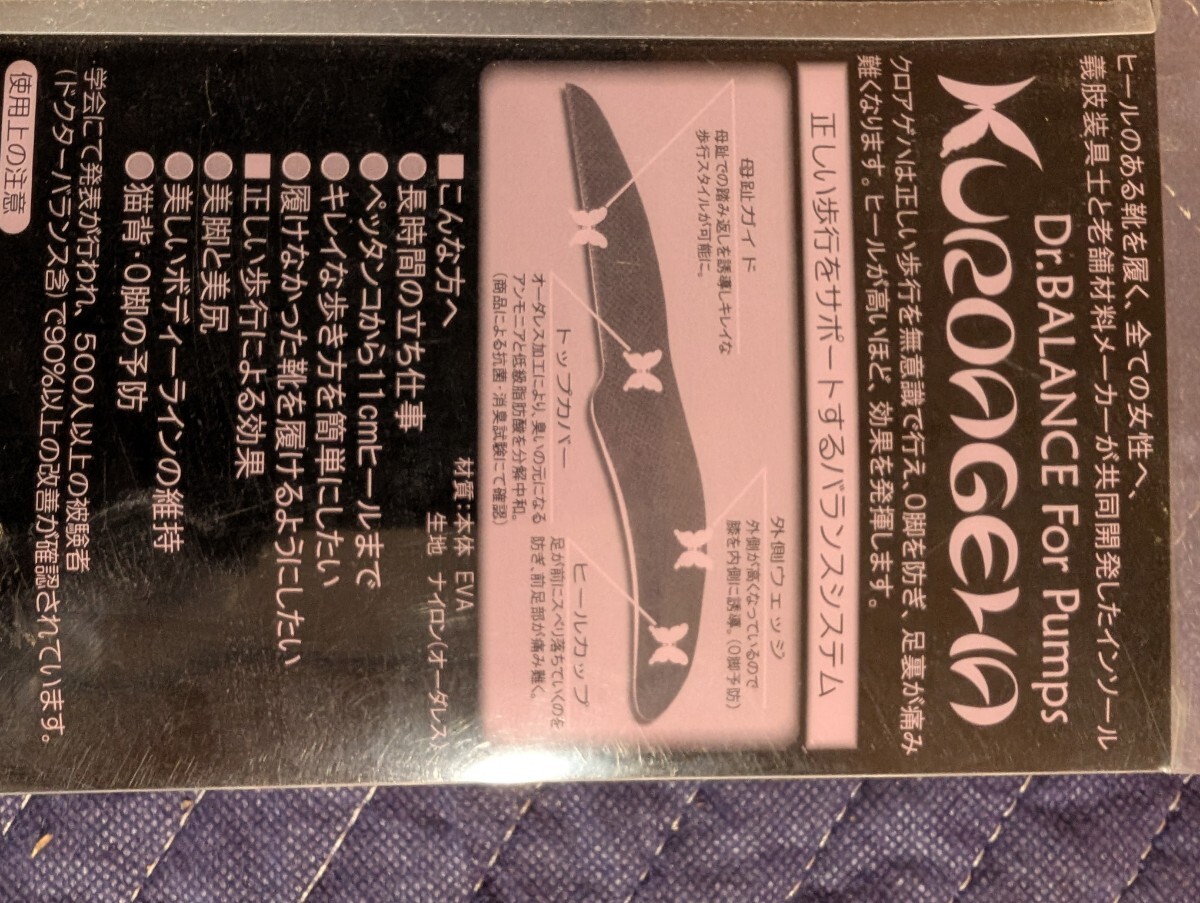 ヒールのある靴を履く、全ての女性へ、
義肢装具士と老舗材料メーカーが共同開発したインソール
Dr.BALANCE For Pumps
KUROAGEHA
クロアゲハは正しい歩行を無意識で行え、O脚を防ぎ、足裏が痛み
難くなります。ヒールが高いほど、効果を発揮します。
正しい歩行をサポートするバランスシステム
母趾ガイド
母趾での踏み返しを誘導しキレイな
歩行スタイルが可能に。
外側ウェッジ
外側が高くなっているので
膝を内側に誘導。(O脚予防)
トップカバー
オーダレス加工により、臭いの元になる
アンモニアと低級脂肪酸を分解中和。
(商品による抗菌・消臭試験にて確認)
ヒールカップ
足が前にスベリ落ちていくのを
防ぎ、前足部が痛み難く。
■こんな方へ
●長時間の立ち仕事
●ペッタンコから11cmヒールまで
●キレイな歩き方を簡単にしたい
●履けなかった靴を履けるようにしたい
■正しい歩行による効果
●美脚と美尻
●美しいボディーラインの維持
●猫背・O脚の予防
材質：本体 EVA
生地 ナイロン(オーダレス)
学会にて発表が行われ、500人以上の被験者
(ドクターバランス含)で90%以上の改善が確認されています。
使用上の注意